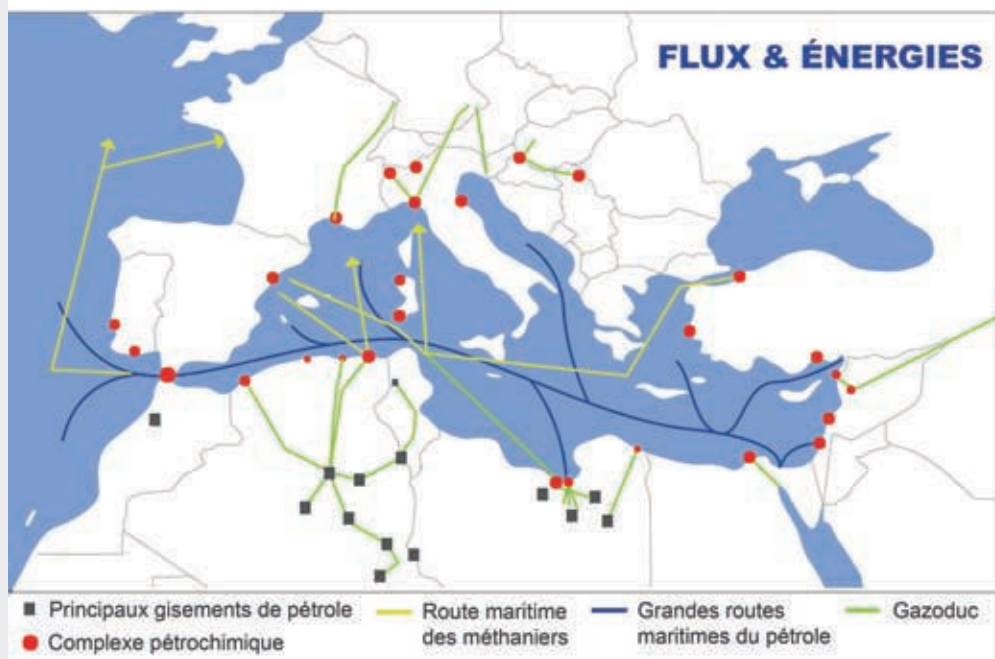 FLUX & ÉNERGIES
Principaux gisements de pétrole
Complexe pétrochimique
Route maritime
des méthaniers
Grandes routes
maritimes du pétrole
Gazoduc